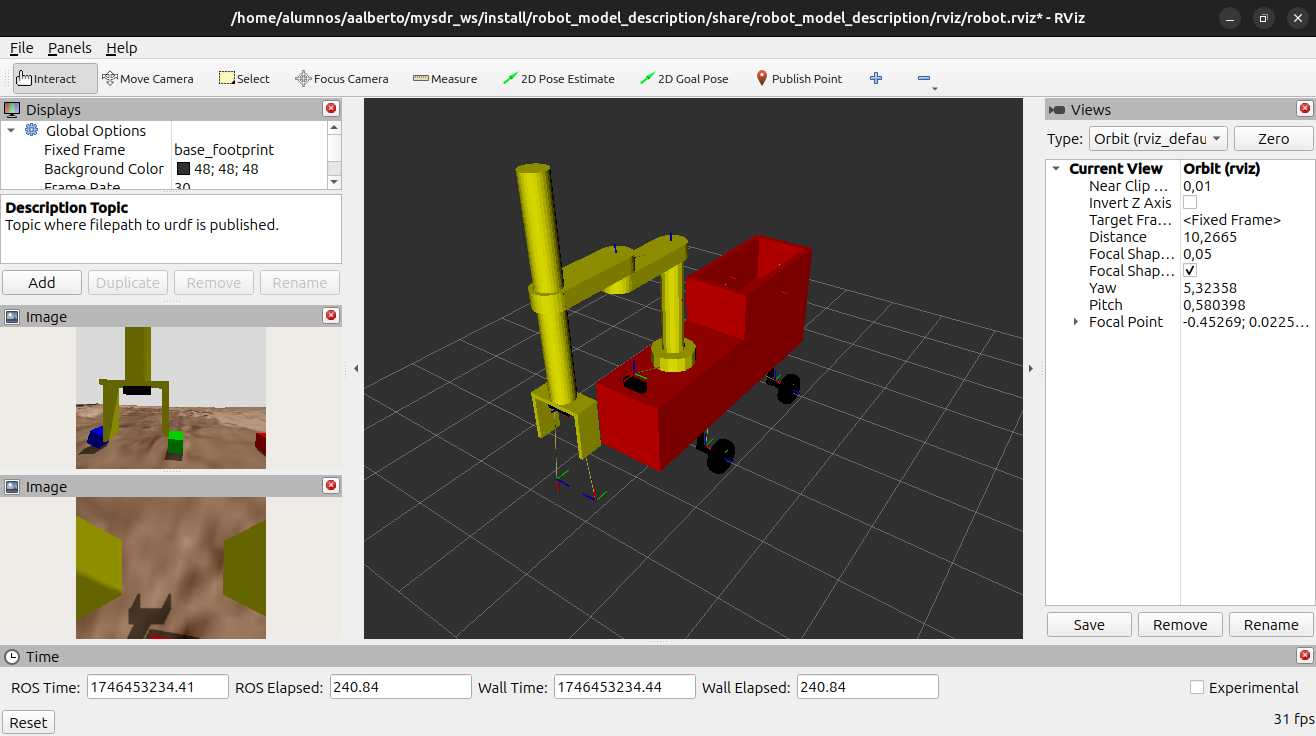 /home/alumnos/aalberto/mysdr_ws/install/robot_model_description/share/robot_model_description/rviz/robot.rviz* - RViz
File Panels Help
Interact Move Camera Select Focus Camera Measure 2D Pose Estimate 2D Goal Pose Publish Point
Displays
Global Options
Fixed Frame base_footprint
Background Color 48; 48; 48
Frame Rate 30
Description Topic
Topic where filepath to urdf is published.
Add Duplicate Remove Rename
Image
Image
Views
Type: Orbit (rviz_defau Zero
Current View Orbit (rviz)
Near Clip ... 0,01
Invert Z Axis
Target Fra... <Fixed Frame>
Distance 10,2665
Focal Shap... 0,05
Focal Shap...
Yaw 5,32358
Pitch 0,580398
Focal Point -0.45269; 0.0225...
Save Remove Rename
Time
ROS Time: 1746453234.41 ROS Elapsed: 240.84 Wall Time: 1746453234.44 Wall Elapsed: 240.84 Experimental
Reset 31 fps